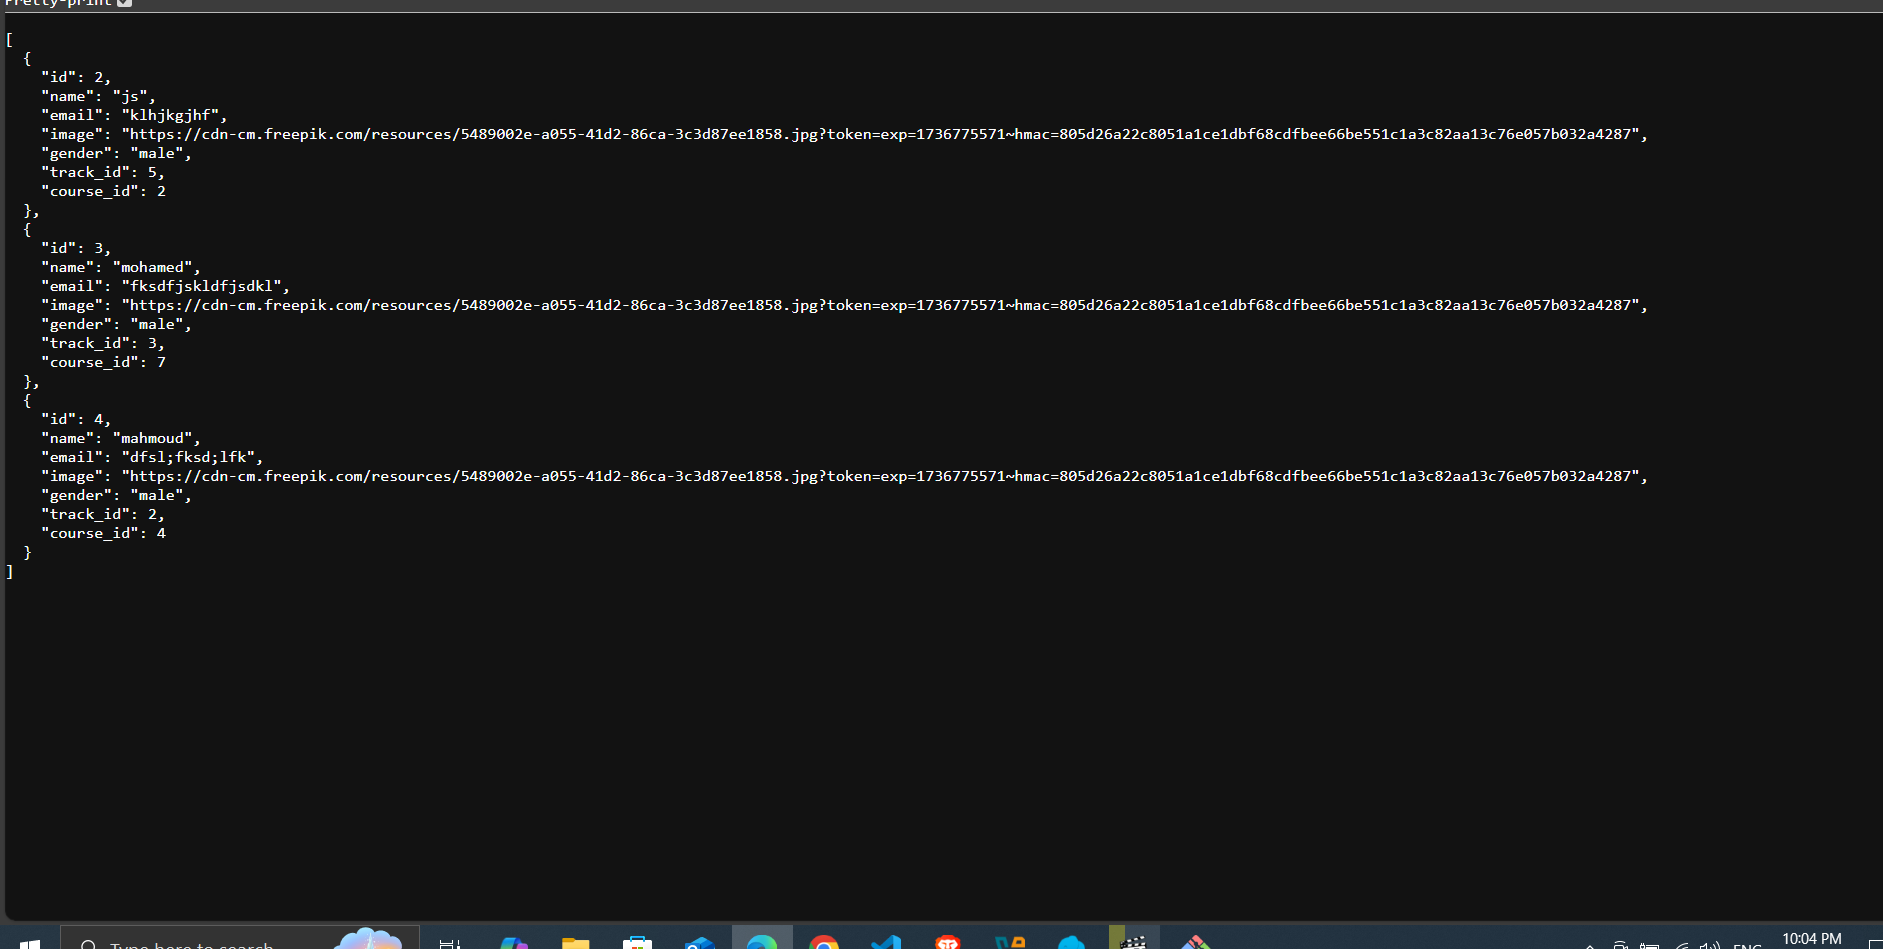 Pretty-print
[
  {
    "id": 2,
    "name": "js",
    "email": "klhjkgjhf",
    "image": "https://cdn-cm.freepik.com/resources/5489002e-a055-41d2-86ca-3c3d87ee1858.jpg?token=exp=1736775571~hmac=805d26a22c8051a1ce1dbf68cdfbee66be551c1a3c82aa13c76e057b032a4287",
    "gender": "male",
    "track_id": 5,
    "course_id": 2
  },
  {
    "id": 3,
    "name": "mohamed",
    "email": "fksdfjskldfjsdkl",
    "image": "https://cdn-cm.freepik.com/resources/5489002e-a055-41d2-86ca-3c3d87ee1858.jpg?token=exp=1736775571~hmac=805d26a22c8051a1ce1dbf68cdfbee66be551c1a3c82aa13c76e057b032a4287",
    "gender": "male",
    "track_id": 3,
    "course_id": 7
  },
  {
    "id": 4,
    "name": "mahmoud",
    "email": "dfsl;fksd;lfk",
    "image": "https://cdn-cm.freepik.com/resources/5489002e-a055-41d2-86ca-3c3d87ee1858.jpg?token=exp=1736775571~hmac=805d26a22c8051a1ce1dbf68cdfbee66be551c1a3c82aa13c76e057b032a4287",
    "gender": "male",
    "track_id": 2,
    "course_id": 4
  }
]
Type here to search
ENG
10:04 PM